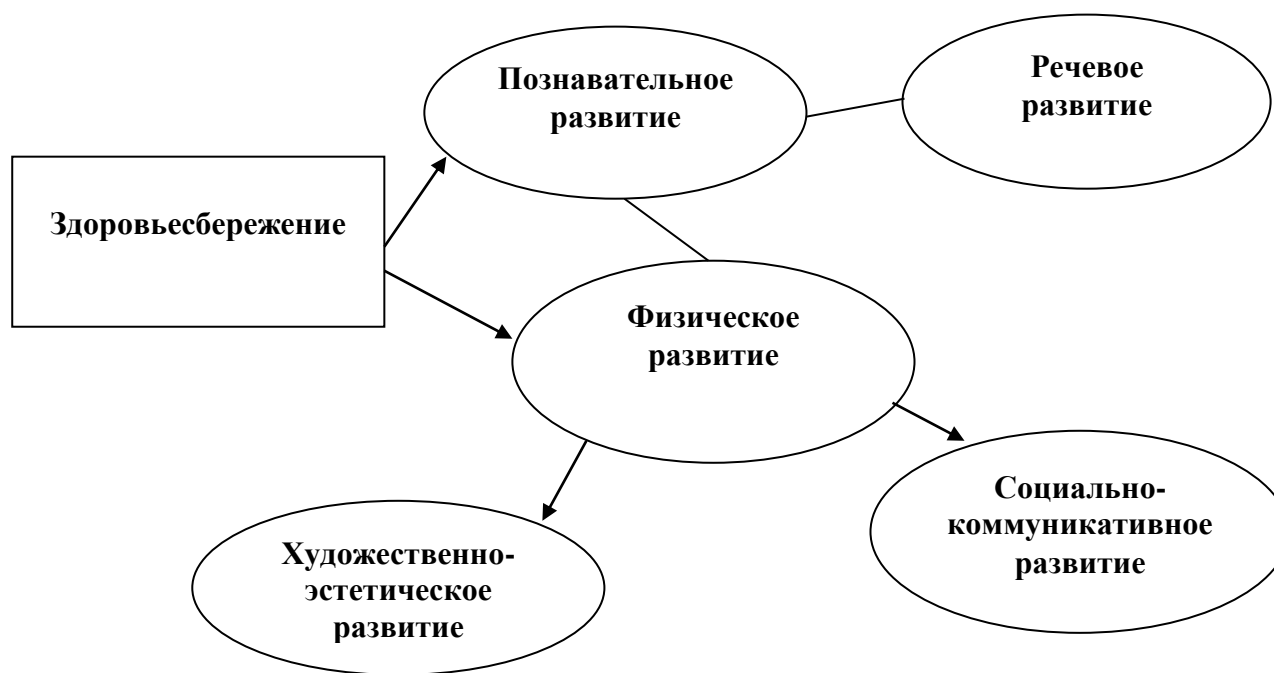 Познавательное
развитие
Речевое
развитие
Здоровьесбережение
Физическое
развитие
Социально-
коммуникативное
развитие
Художественно-
эстетическое
развитие